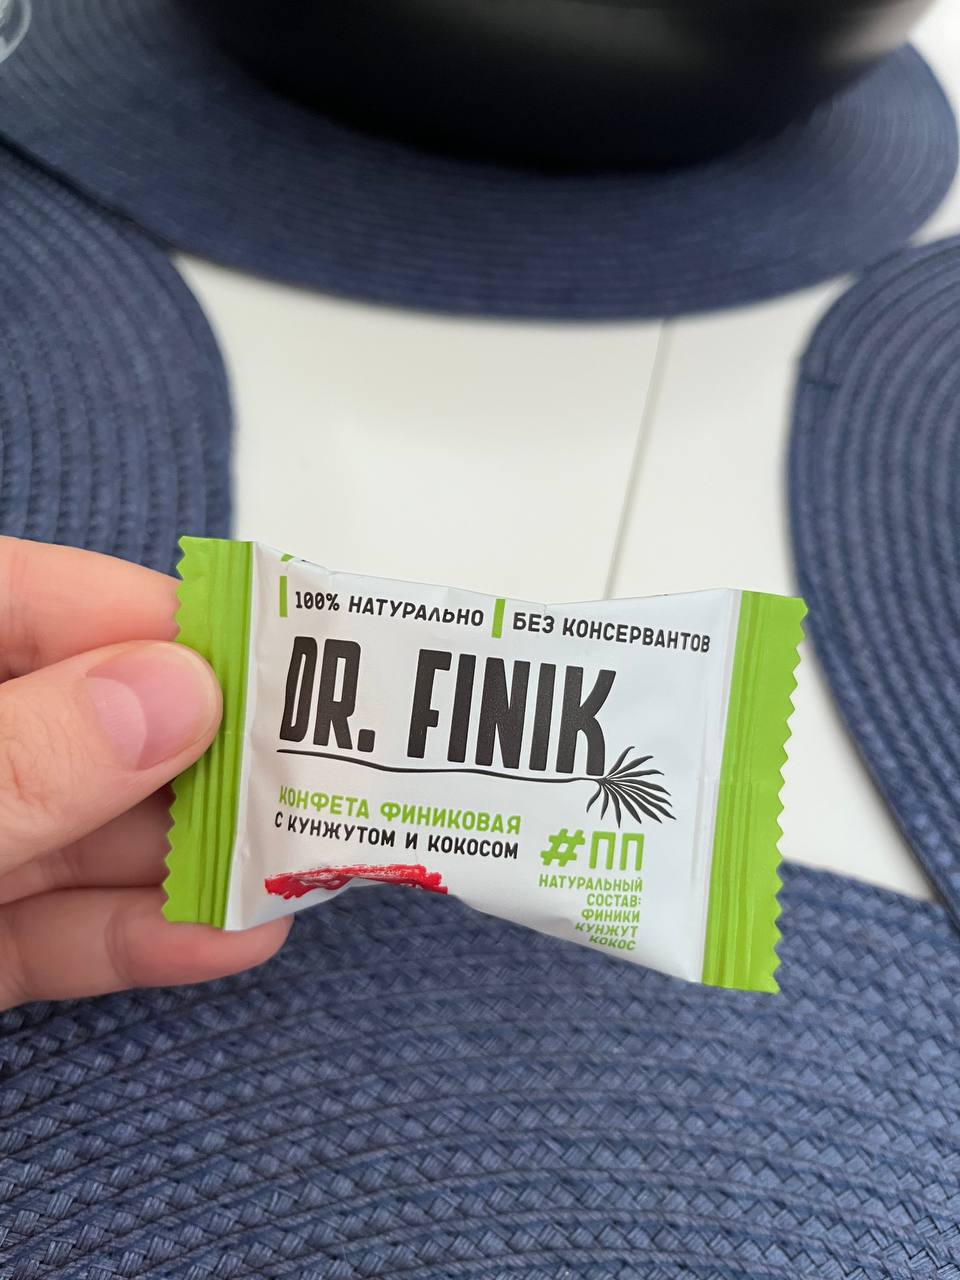 100% НАТУРАЛЬНО БЕЗ КОНСЕРВАНТОВ
DR. FINIK
КОНФЕТА ФИНИКОВАЯ
С КУНЖУТОМ И КОКОСОМ
#ПП
НАТУРАЛЬНЫЙ
СОСТАВ:
ФИНИКИ
КУНЖУТ
КОКОС